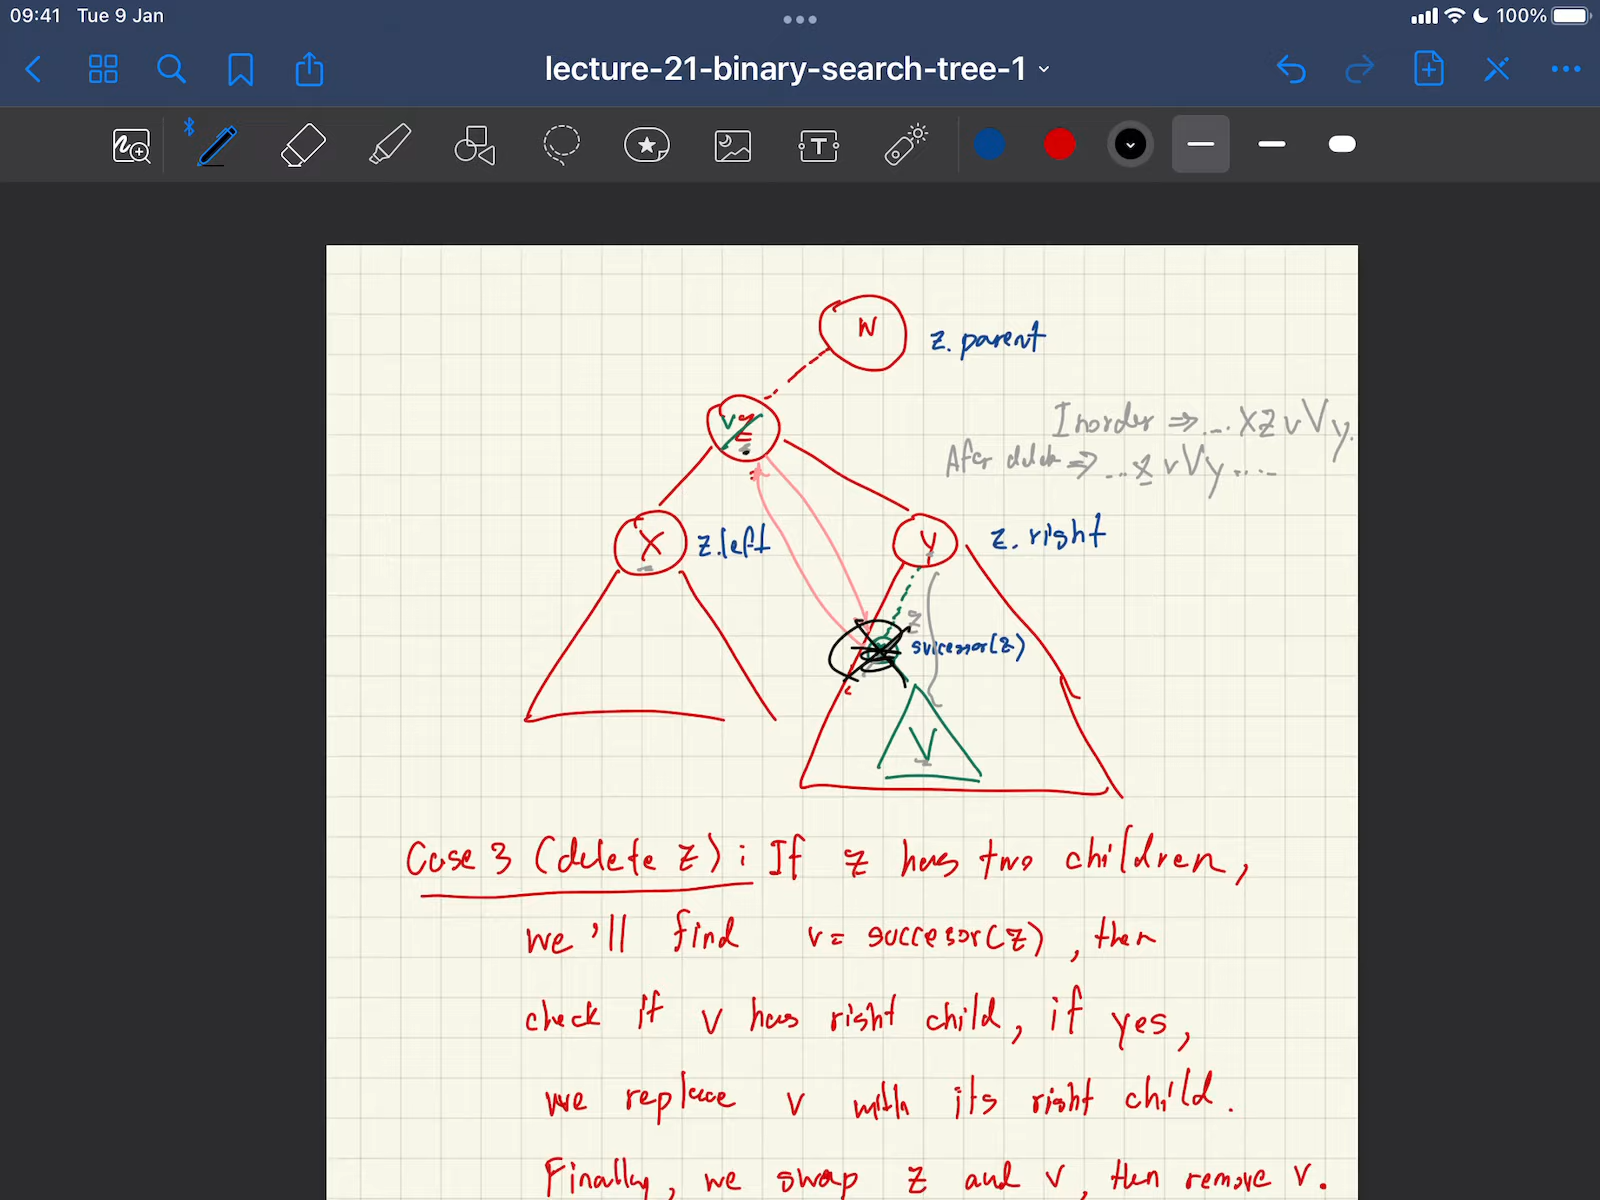 09:41 Tue 9 Jan
100%
lecture-21-binary-search-tree-1
T
W
z. parent
v z
Inorder ⇒ ... X Z v V y.
After delete ⇒ ... x v V y ....
X
z.left
Y
z. right
z
successor(z)
V
Case 3 (delete z) : If z has two children,
we'll find v = succesor(z), then
check if v has right child, if yes,
we replace v with its right child.
Finally, we swap z and v, then remove v.